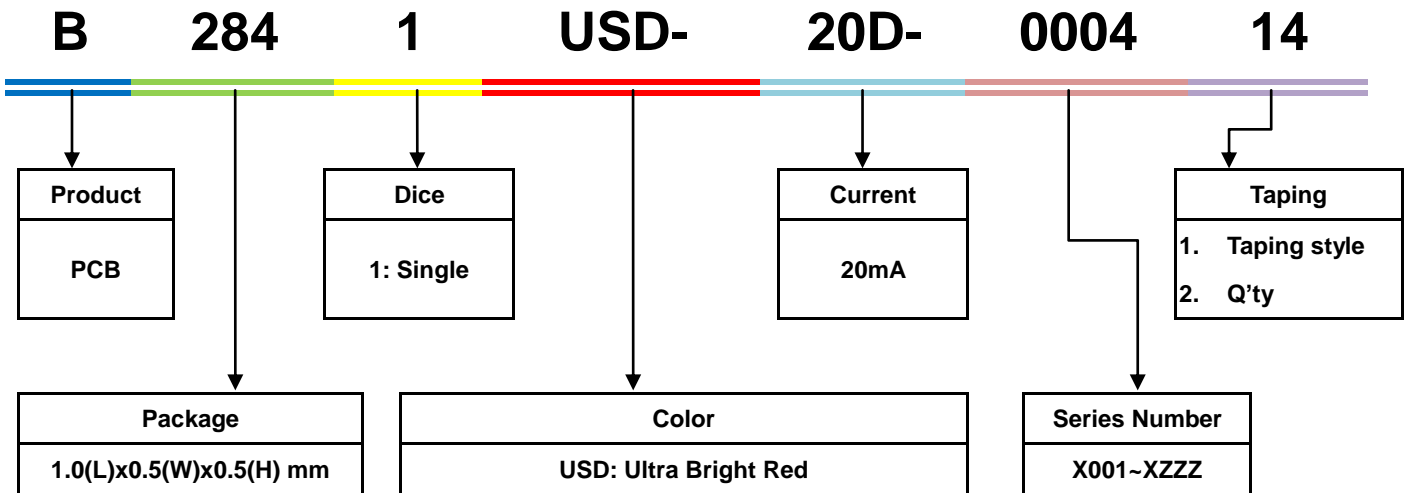 B 284 1 USD- 20D- 0004 14
Product
PCB
Dice
1: Single
Current
20mA
Taping
1. Taping style
2. Q’ty
Package
1.0(L)x0.5(W)x0.5(H) mm
Color
USD: Ultra Bright Red
Series Number
X001~XZZZ